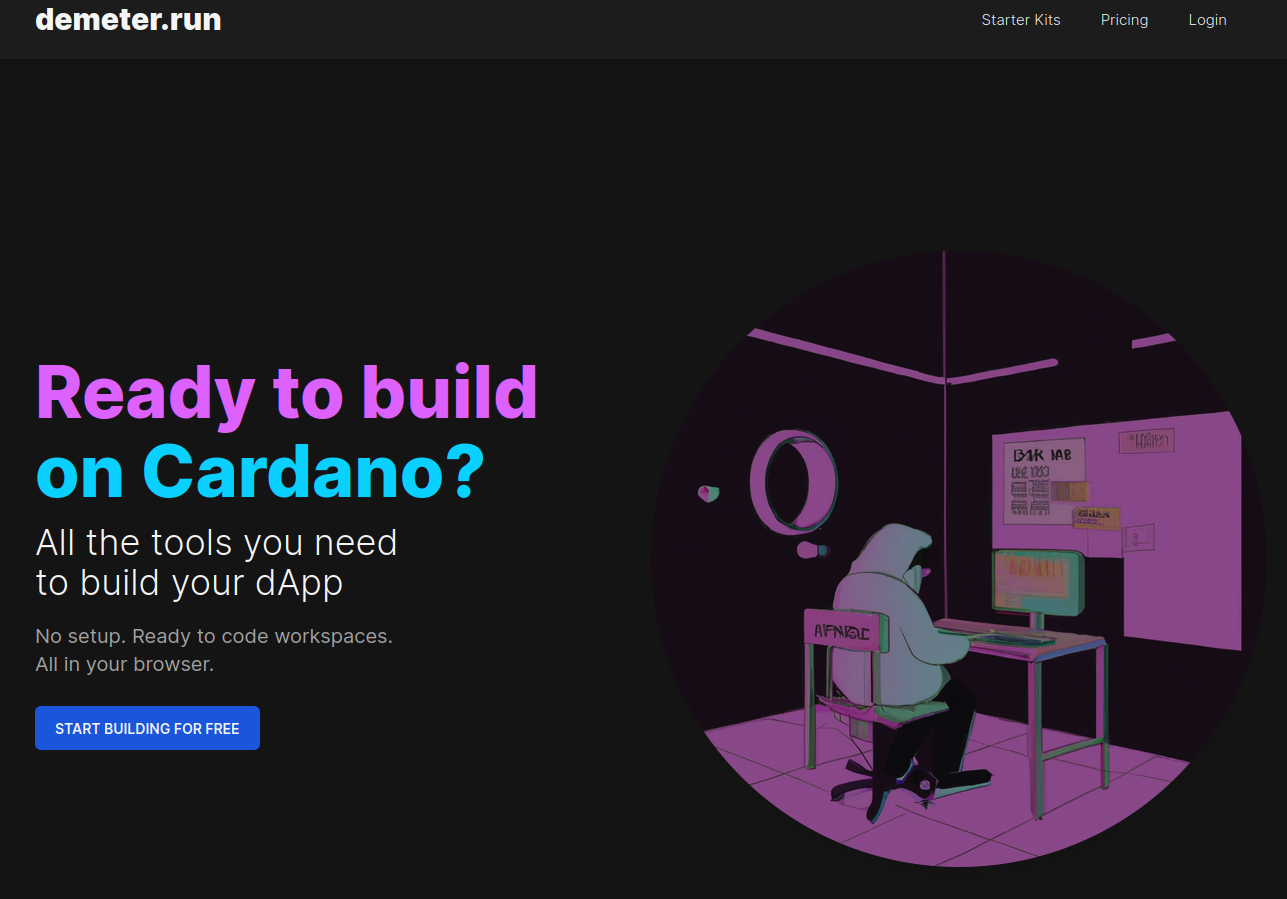 demeter.run
Starter Kits
Pricing
Login
Ready to build
on Cardano?
All the tools you need
to build your dApp
No setup. Ready to code workspaces.
All in your browser.
START BUILDING FOR FREE